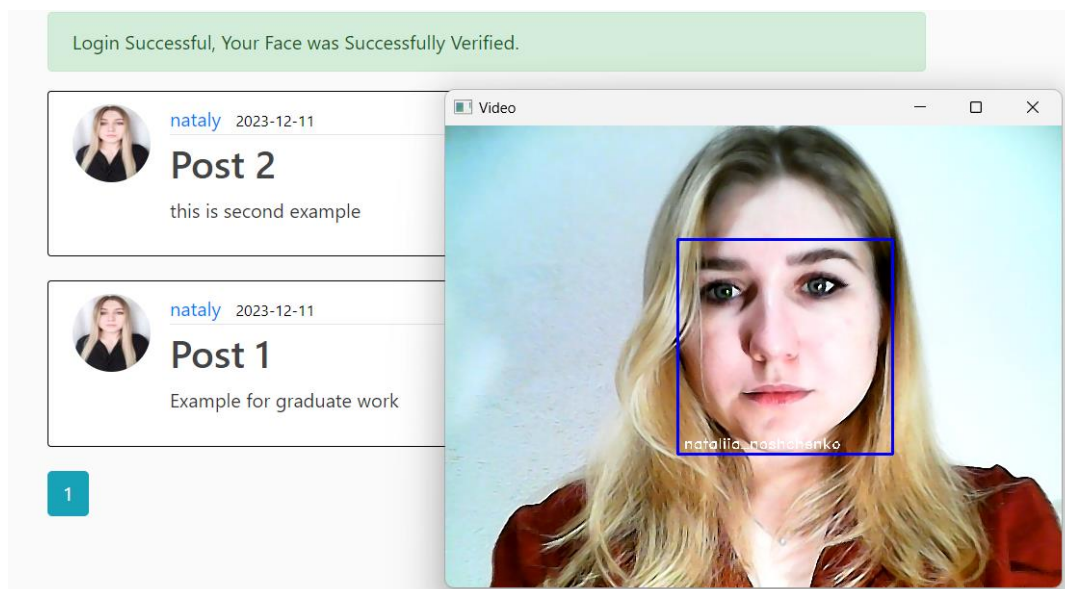 Login Successful, Your Face was Successfully Verified.
nataly 2023-12-11
Post 2
this is second example
nataly 2023-12-11
Post 1
Example for graduate work
1
Video
nataliia_noshchenko